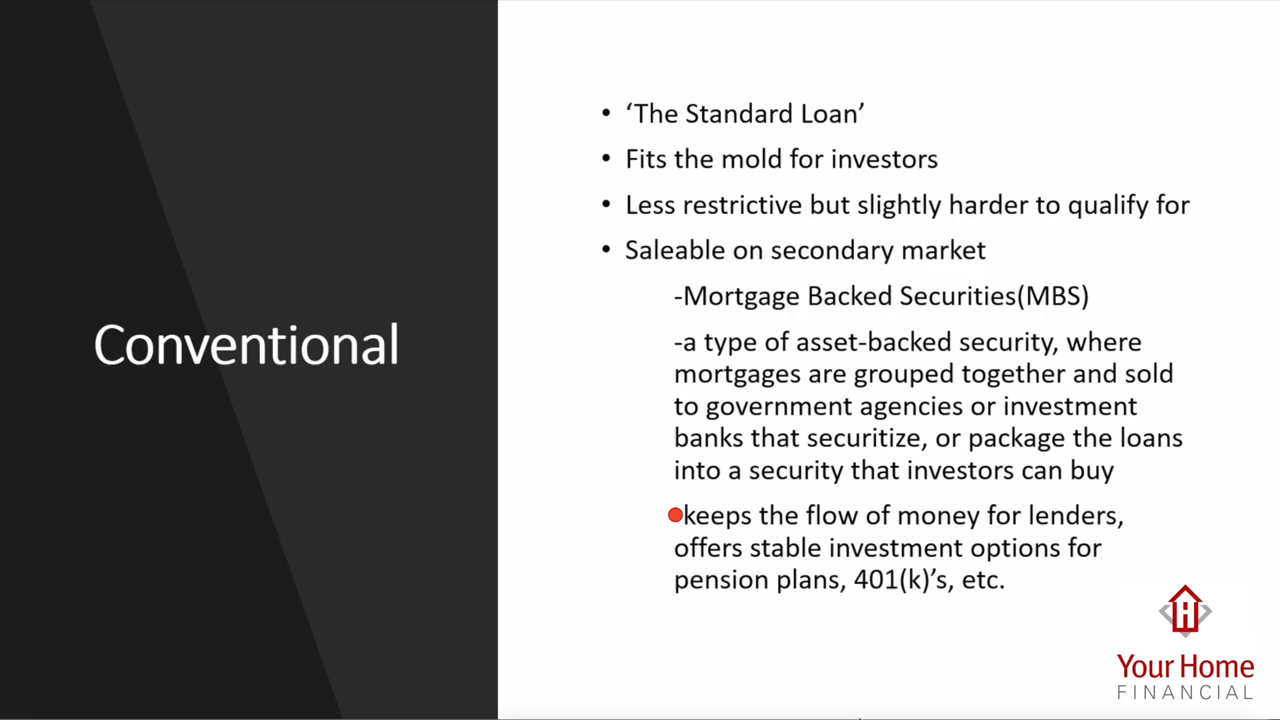 Conventional
• ‘The Standard Loan’
• Fits the mold for investors
• Less restrictive but slightly harder to qualify for
• Saleable on secondary market
-Mortgage Backed Securities(MBS)
-a type of asset-backed security, where
mortgages are grouped together and sold
to government agencies or investment
banks that securitize, or package the loans
into a security that investors can buy
keeps the flow of money for lenders,
offers stable investment options for
pension plans, 401(k)’s, etc.
H
Your Home
FINANCIAL